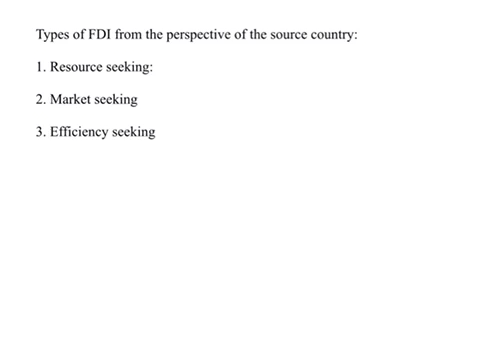 Types of FDI from the perspective of the source country:
1. Resource seeking:
2. Market seeking
3. Efficiency seeking